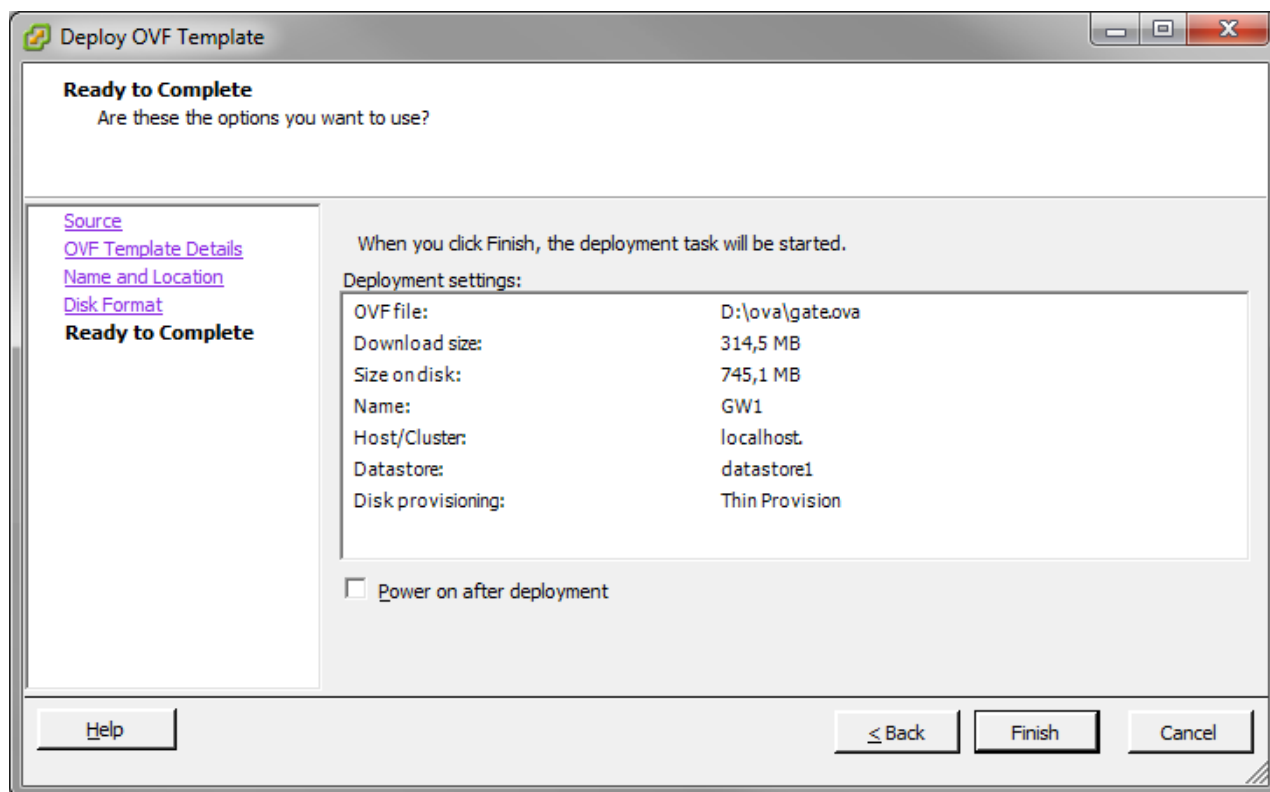 Deploy OVF Template
Ready to Complete
Are these the options you want to use?
Source
OVF Template Details
Name and Location
Disk Format
Ready to Complete
When you click Finish, the deployment task will be started.
Deployment settings:
OVF file: D:\ova\gate.ova
Download size: 314,5 MB
Size on disk: 745,1 MB
Name: GW1
Host/Cluster: localhost.
Datastore: datastore1
Disk provisioning: Thin Provision
Power on after deployment
Help
< Back
Finish
Cancel